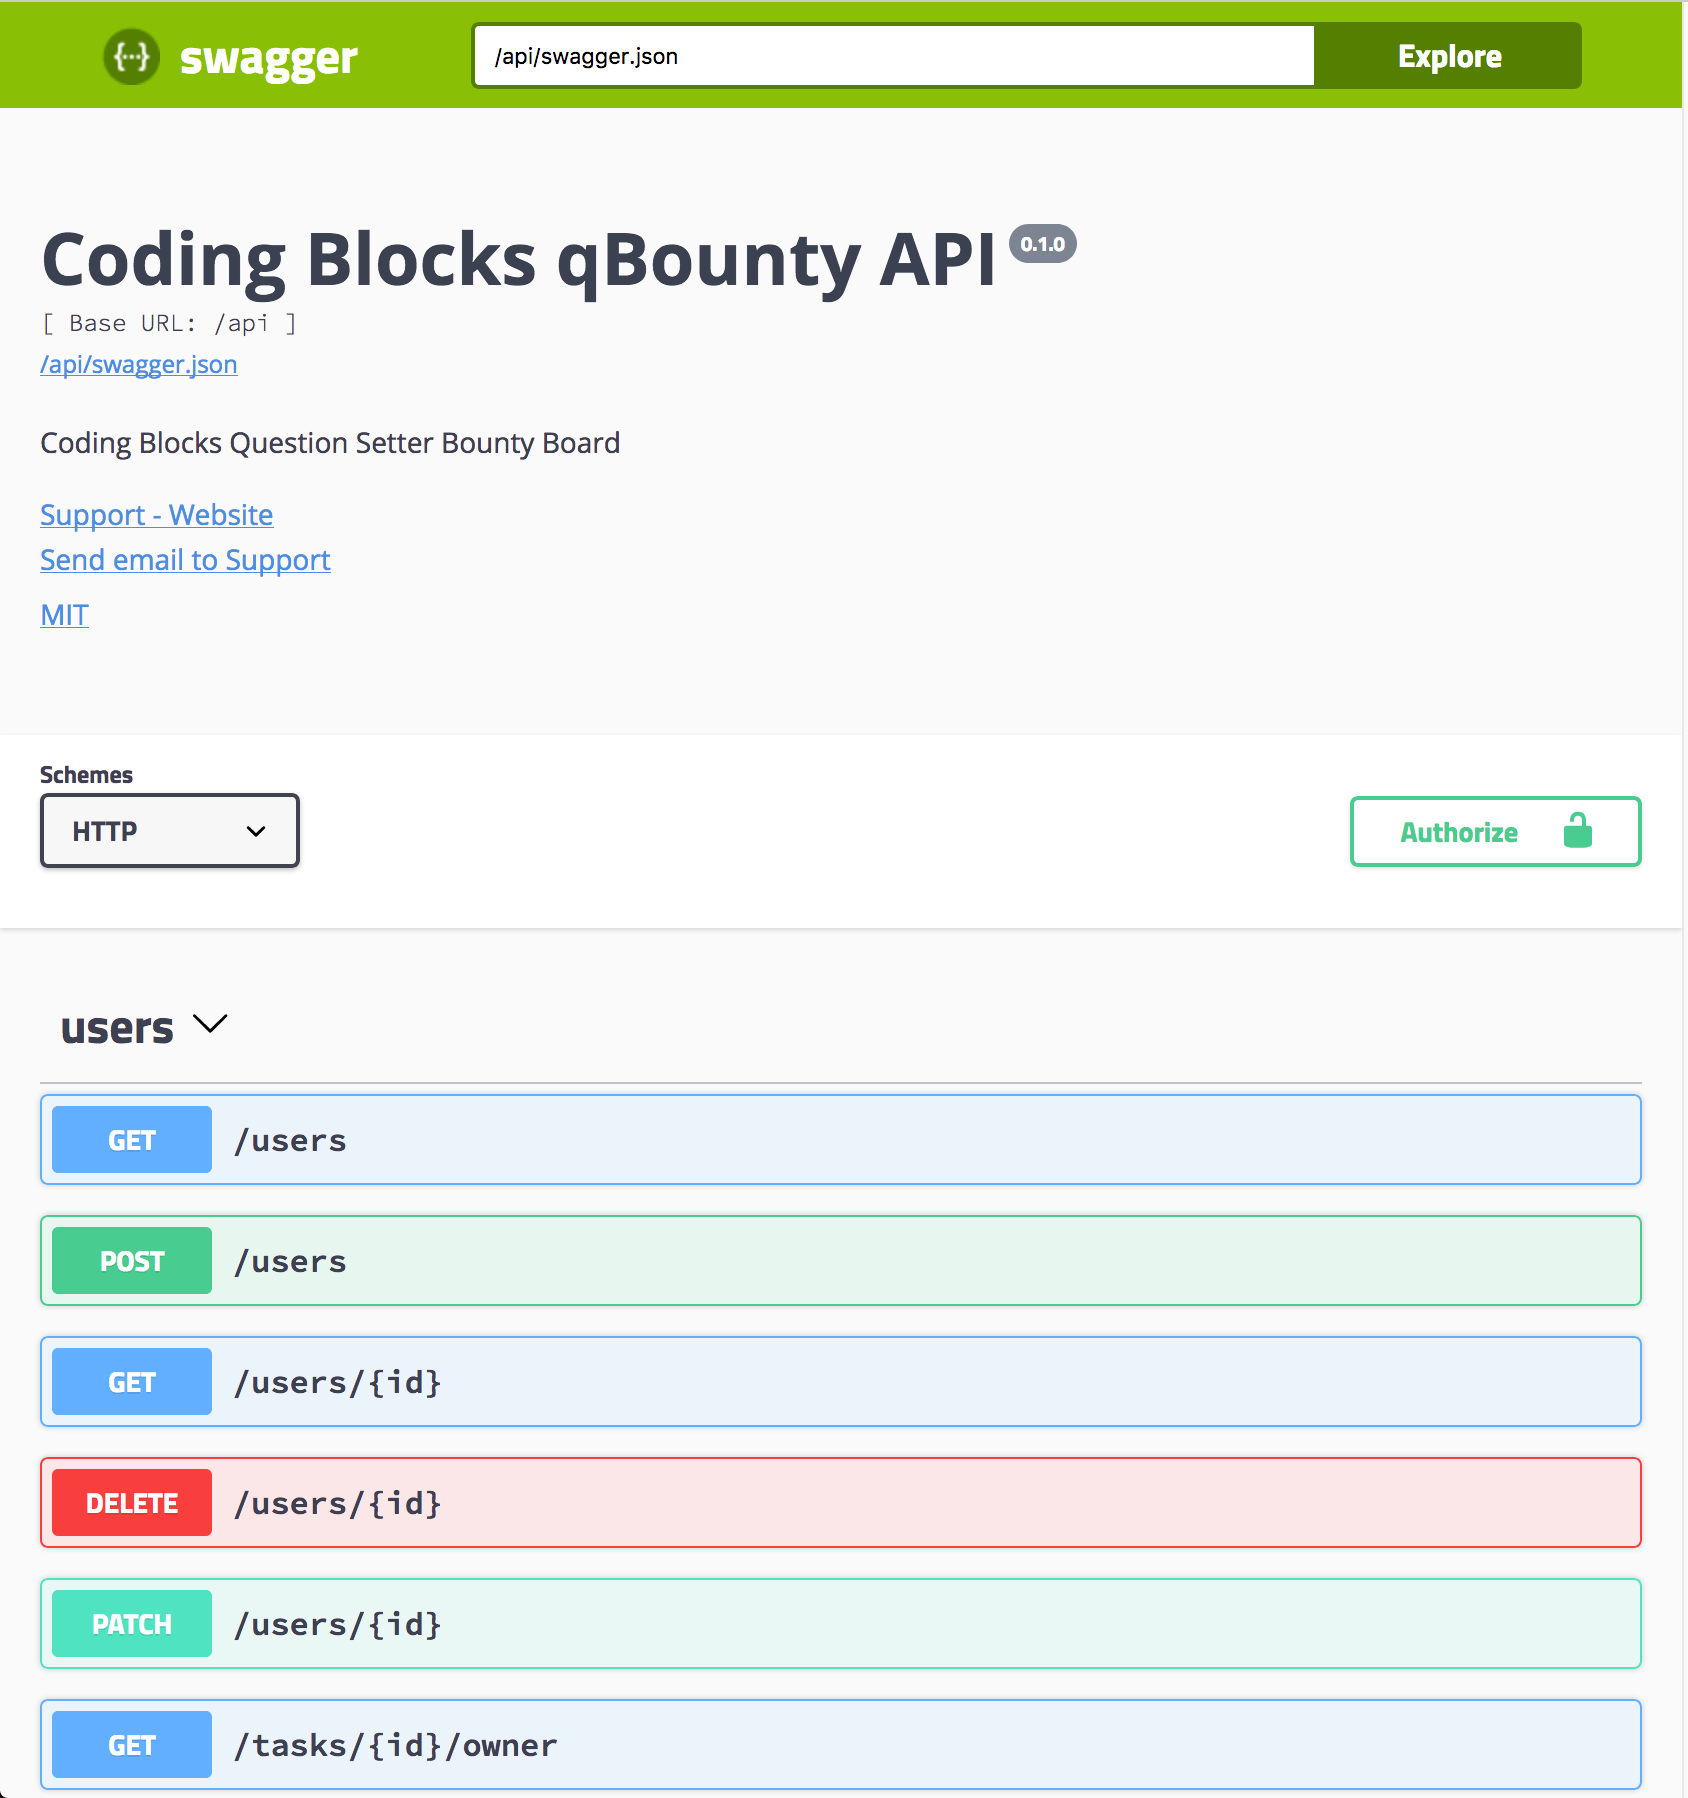 {···} swagger
/api/swagger.json
Explore
Coding Blocks qBounty API 0.1.0
[ Base URL: /api ]
/api/swagger.json
Coding Blocks Question Setter Bounty Board
Support - Website
Send email to Support
MIT
Schemes
HTTP
Authorize
users
GET /users
POST /users
GET /users/{id}
DELETE /users/{id}
PATCH /users/{id}
GET /tasks/{id}/owner